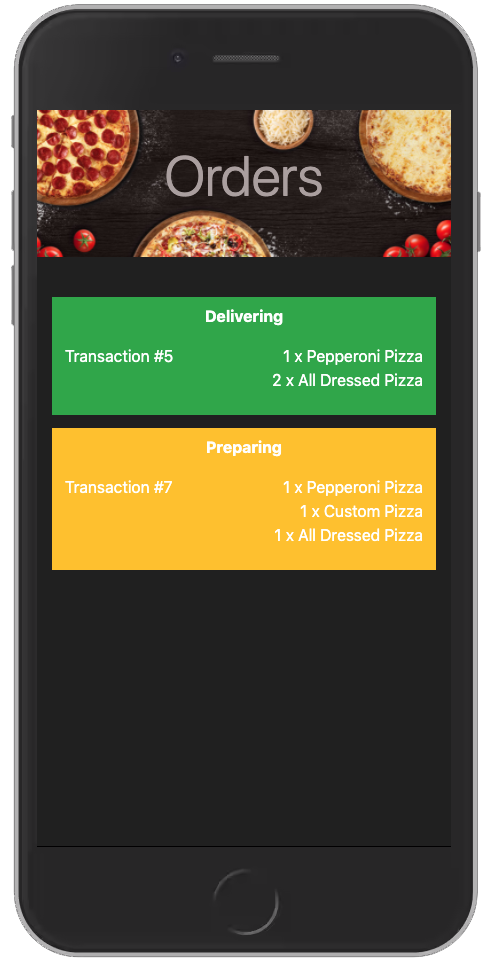 Orders
Delivering
Transaction #5 1 x Pepperoni Pizza
2 x All Dressed Pizza
Preparing
Transaction #7 1 x Pepperoni Pizza
1 x Custom Pizza
1 x All Dressed Pizza